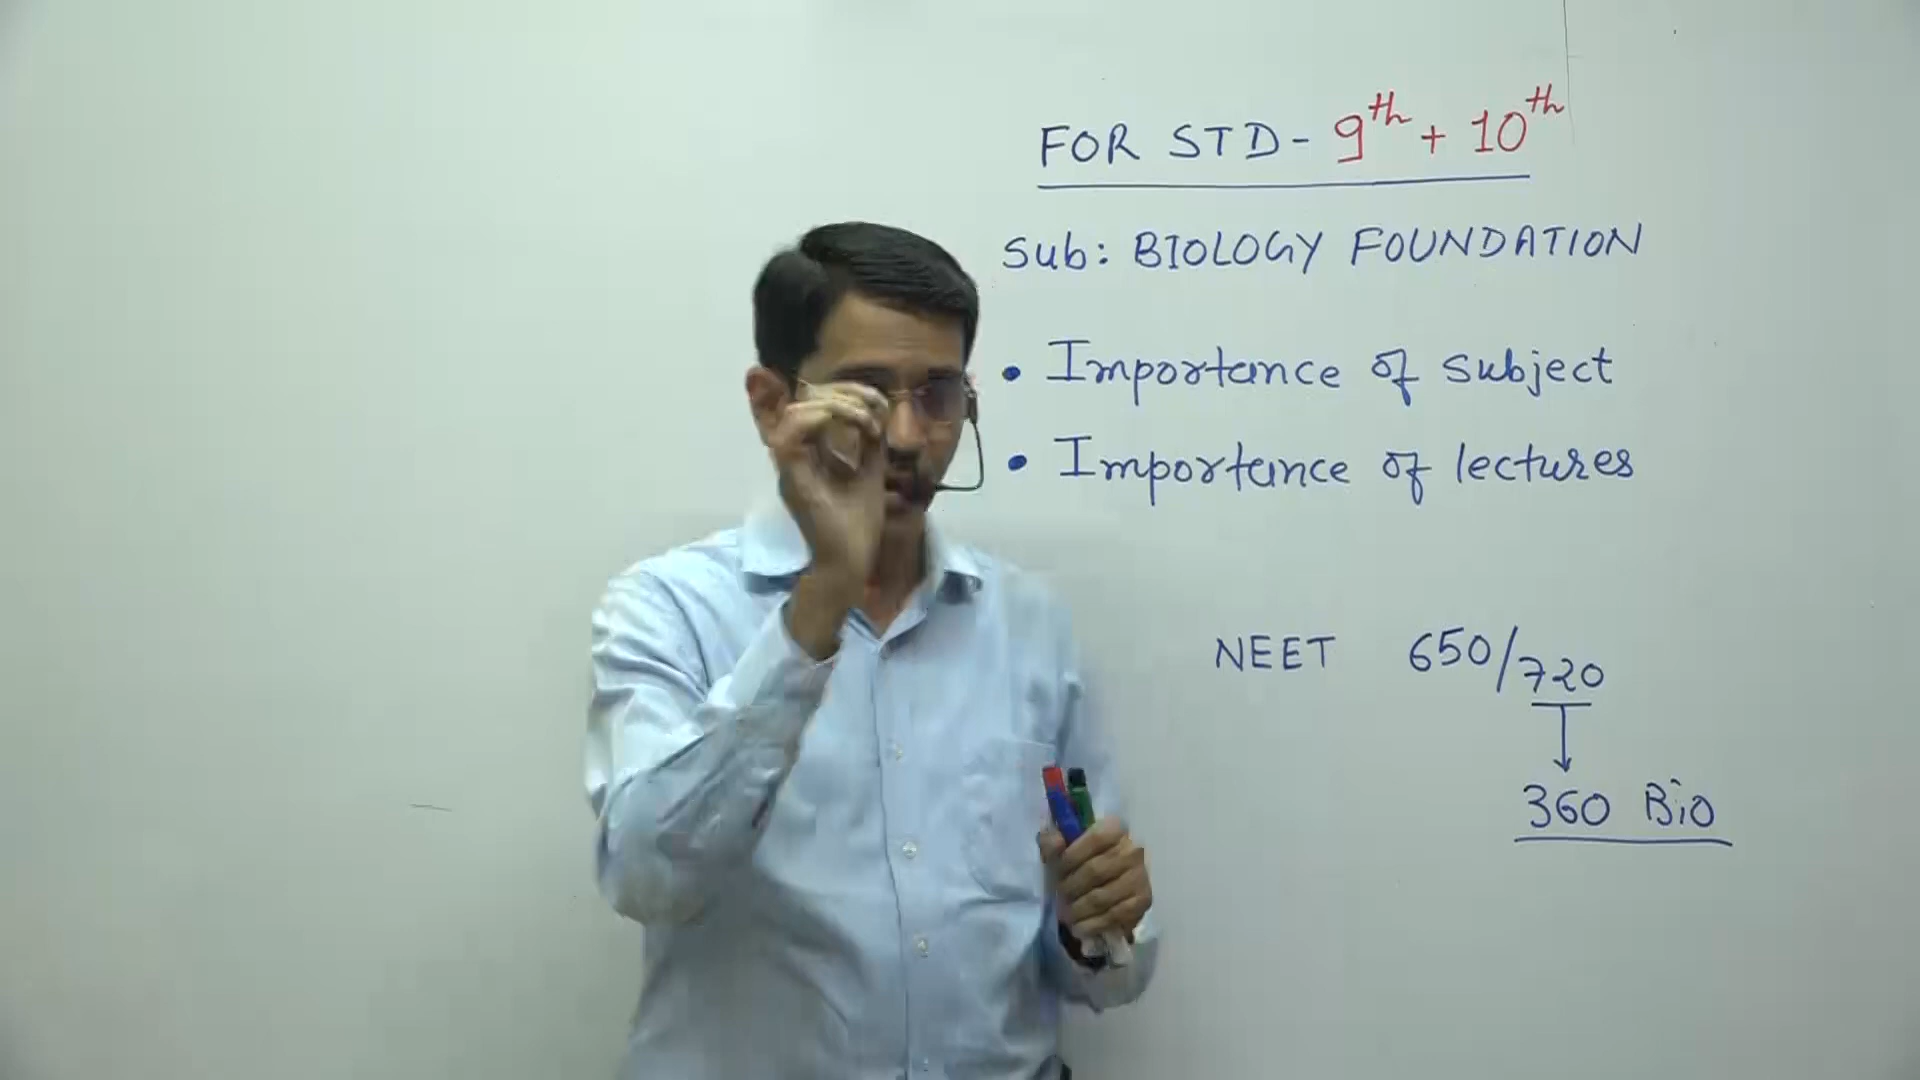 FOR STD- 9th + 10th
Sub: BIOLOGY FOUNDATION
• Importance of subject
• Importance of lectures
NEET 650/720
360 Bio